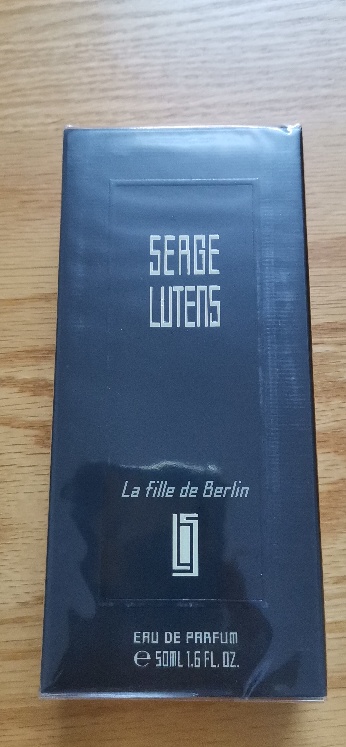 SERGE
LUTENS
La fille de Berlin
EAU DE PARFUM
℮ 50ML 1.6 FL. OZ.